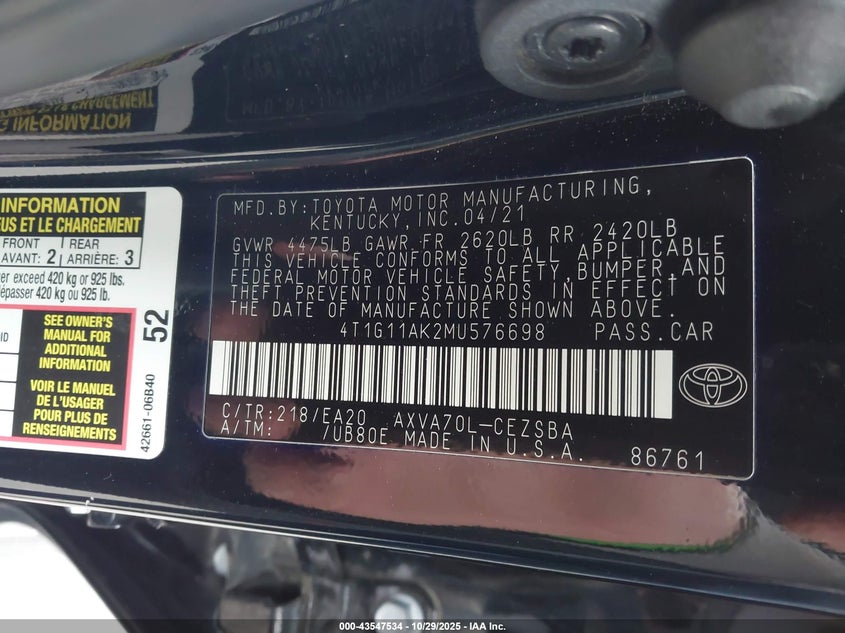 INFORMATION
EUS ET LE CHARGEMENT
FRONT
AVANT: 2
REAR
ARRIÈRE: 3
er exceed 420 kg or 925 lbs.
épasser 420 kg ou 925 lb.
SEE OWNER'S
MANUAL FOR
ADDITIONAL
INFORMATION
VOIR LE MANUEL
DE L'USAGER
POUR PLUS DE
RENSEIGNEMENTS
52
42661-06B40
MFD.BY:TOYOTA MOTOR MANUFACTURING,
KENTUCKY,INC.04/21
GVWR 4475LB GAWR FR 2620LB RR 2420LB
THIS VEHICLE CONFORMS TO ALL APPLICABLE
FEDERAL MOTOR VEHICLE SAFETY,BUMPER,AND
THEFT PREVENTION STANDARDS IN EFFECT ON
THE DATE OF MANUFACTURE SHOWN ABOVE.
4T1G11AK2MU576698 PASS.CAR
C/TR:218/EA20 AXVA70L-CEZSBA
A/TM: /UB80E MADE IN U.S.A.
86761
000-43547534 - 10/29/2025 - IAA Inc.